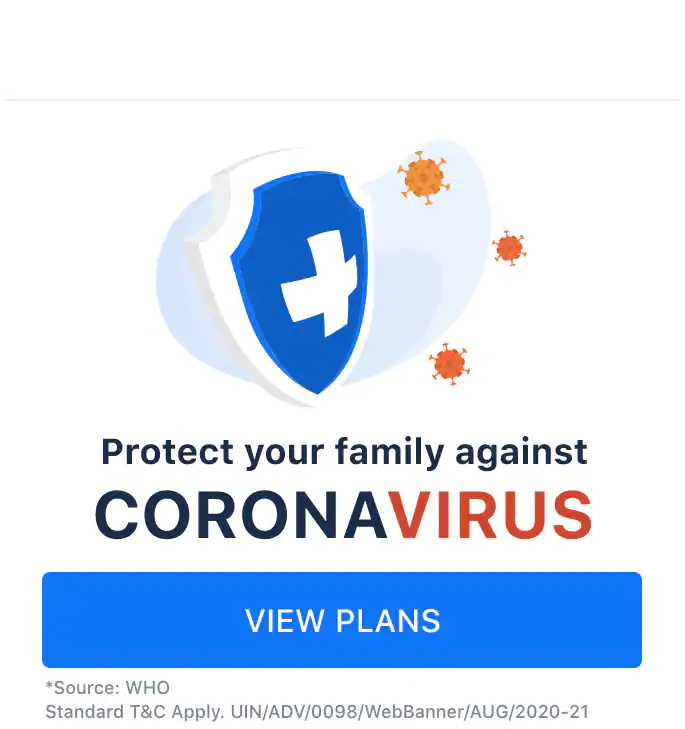 Protect your family against
CORONAVIRUS
VIEW PLANS
*Source: WHO
Standard T&C Apply. UIN/ADV/0098/WebBanner/AUG/2020-21